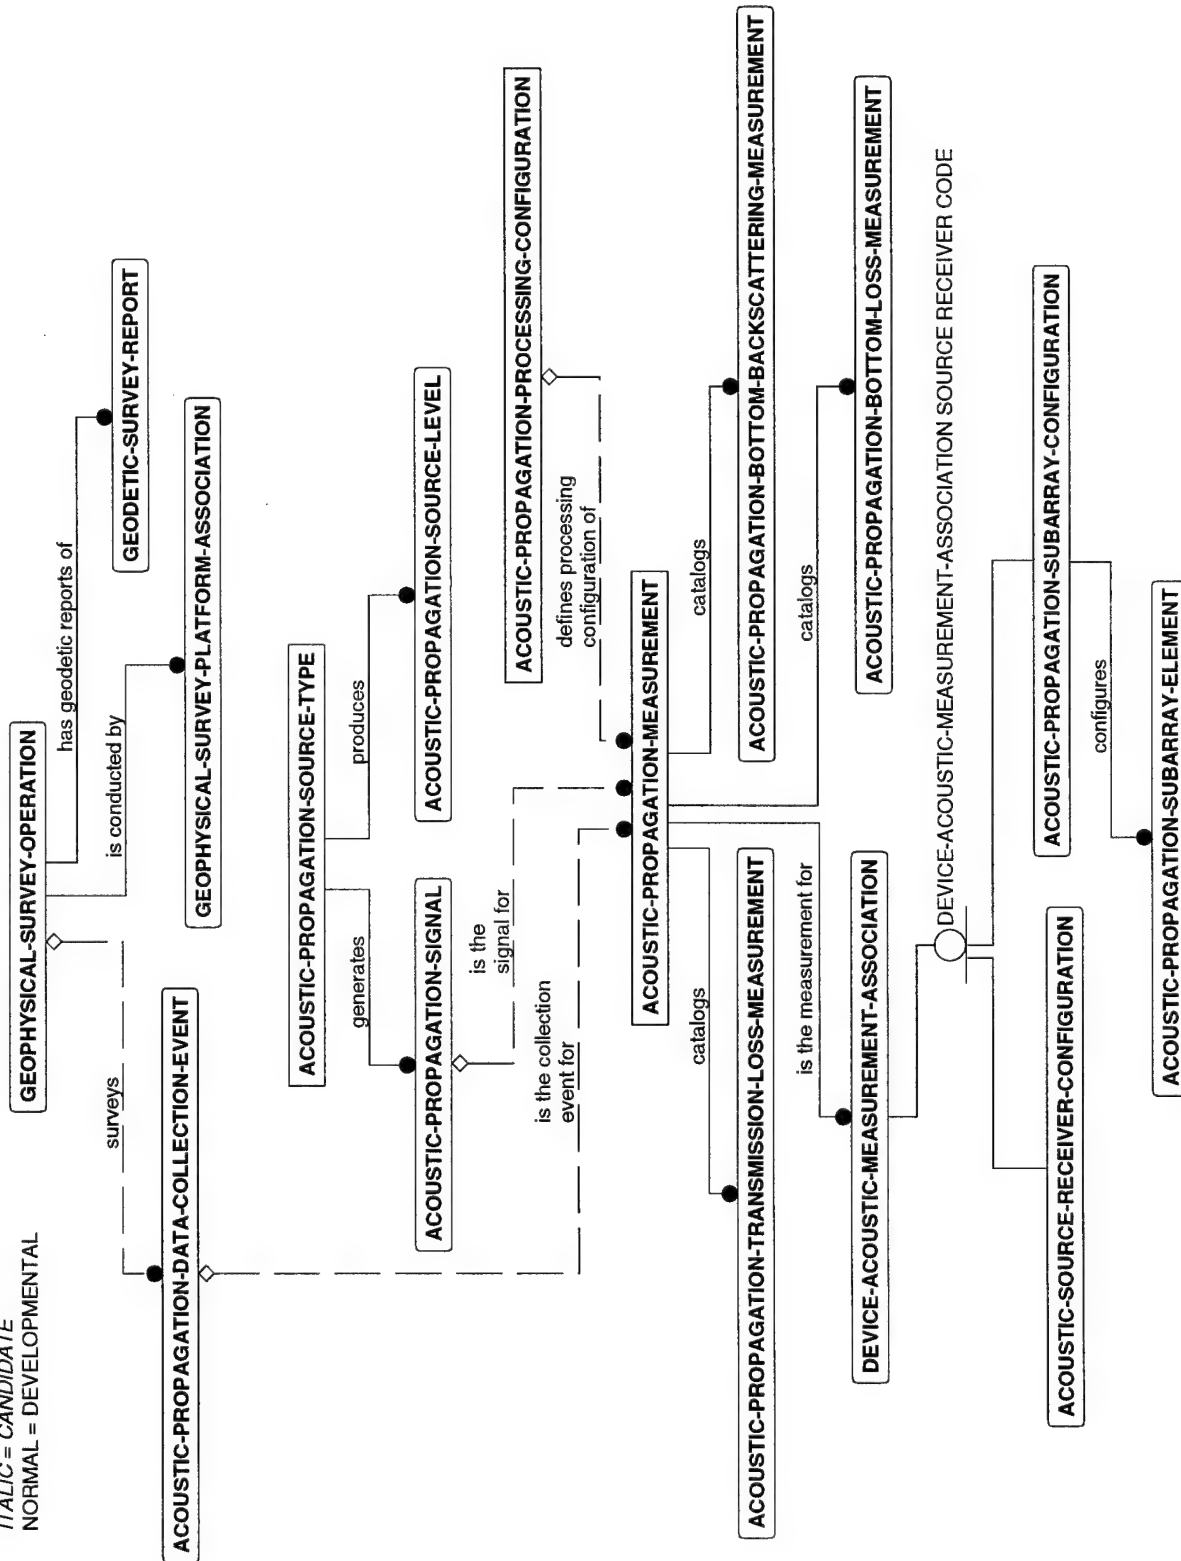 ITALIC = CANDIDATE
NORMAL = DEVELOPMENTAL
GEOPHYSICAL-SURVEY-OPERATION
has geodetic reports of
is conducted by
surveys
GEODETIC-SURVEY-REPORT
GEOPHYSICAL-SURVEY-PLATFORM-ASSOCIATION
ACOUSTIC-PROPAGATION-DATA-COLLECTION-EVENT
ACOUSTIC-PROPAGATION-SOURCE-TYPE
generates
produces
ACOUSTIC-PROPAGATION-SIGNAL
ACOUSTIC-PROPAGATION-SOURCE-LEVEL
ACOUSTIC-PROPAGATION-PROCESSING-CONFIGURATION
is the
signal for
is the collection
event for
defines processing
configuration of
ACOUSTIC-PROPAGATION-MEASUREMENT
catalogs
catalogs
ACOUSTIC-PROPAGATION-TRANSMISSION-LOSS-MEASUREMENT
ACOUSTIC-PROPAGATION-BOTTOM-BACKSCATTERING-MEASUREMENT
is the measurement for
catalogs
DEVICE-ACOUSTIC-MEASUREMENT-ASSOCIATION
ACOUSTIC-PROPAGATION-BOTTOM-LOSS-MEASUREMENT
DEVICE-ACOUSTIC-MEASUREMENT-ASSOCIATION SOURCE RECEIVER CODE
ACOUSTIC-SOURCE-RECEIVER-CONFIGURATION
ACOUSTIC-PROPAGATION-SUBARRAY-CONFIGURATION
configures
ACOUSTIC-PROPAGATION-SUBARRAY-ELEMENT